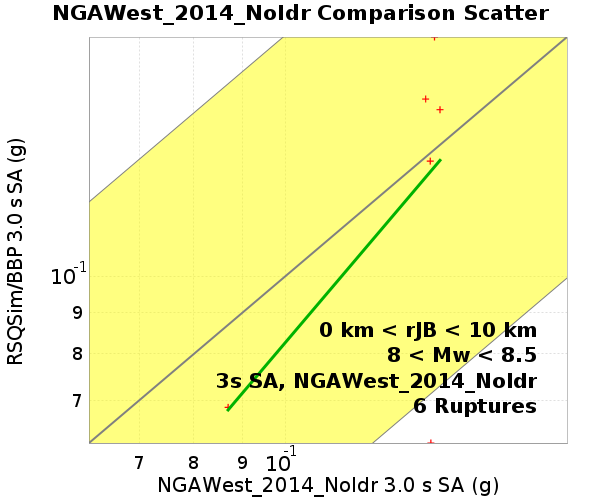 NGAWest_2014_NoIdr Comparison Scatter
RSQSim/BBP 3.0 s SA (g)
10-1
9
8
7
0 km < rJB < 10 km
8 < Mw < 8.5
3s SA, NGAWest_2014_NoIdr
6 Ruptures
7 8 9 10-1
NGAWest_2014_NoIdr 3.0 s SA (g)